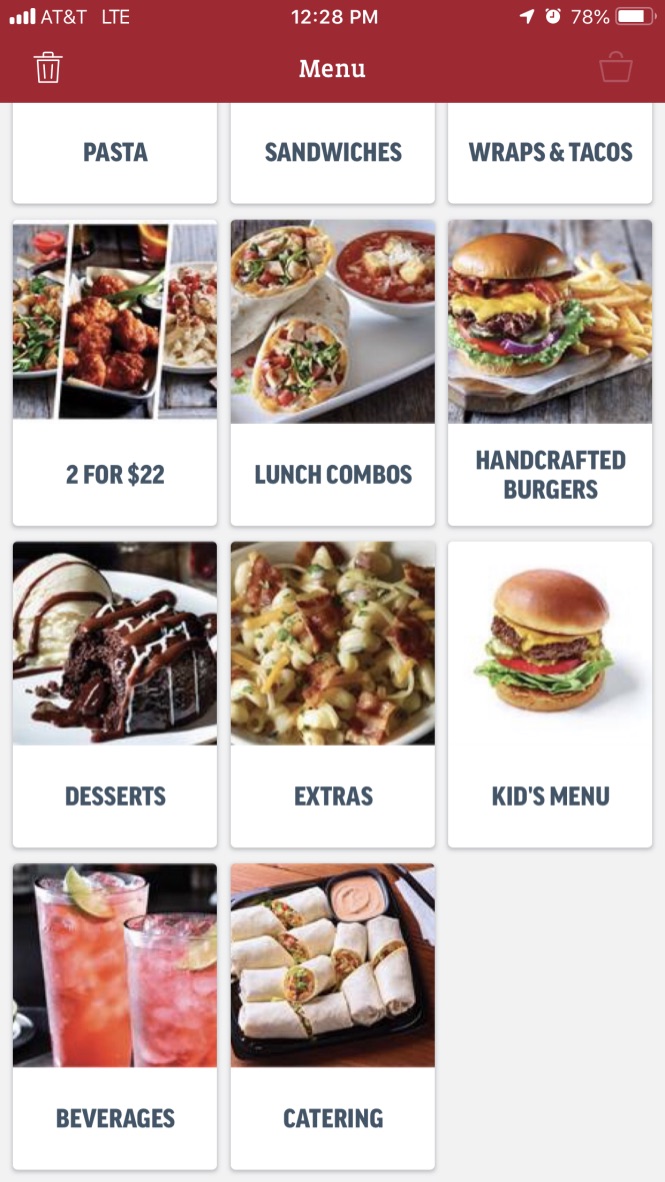 AT&T LTE 12:28 PM 78%
Menu
PASTA
SANDWICHES
WRAPS & TACOS
2 FOR $22
LUNCH COMBOS
HANDCRAFTED
BURGERS
DESSERTS
EXTRAS
KID'S MENU
BEVERAGES
CATERING